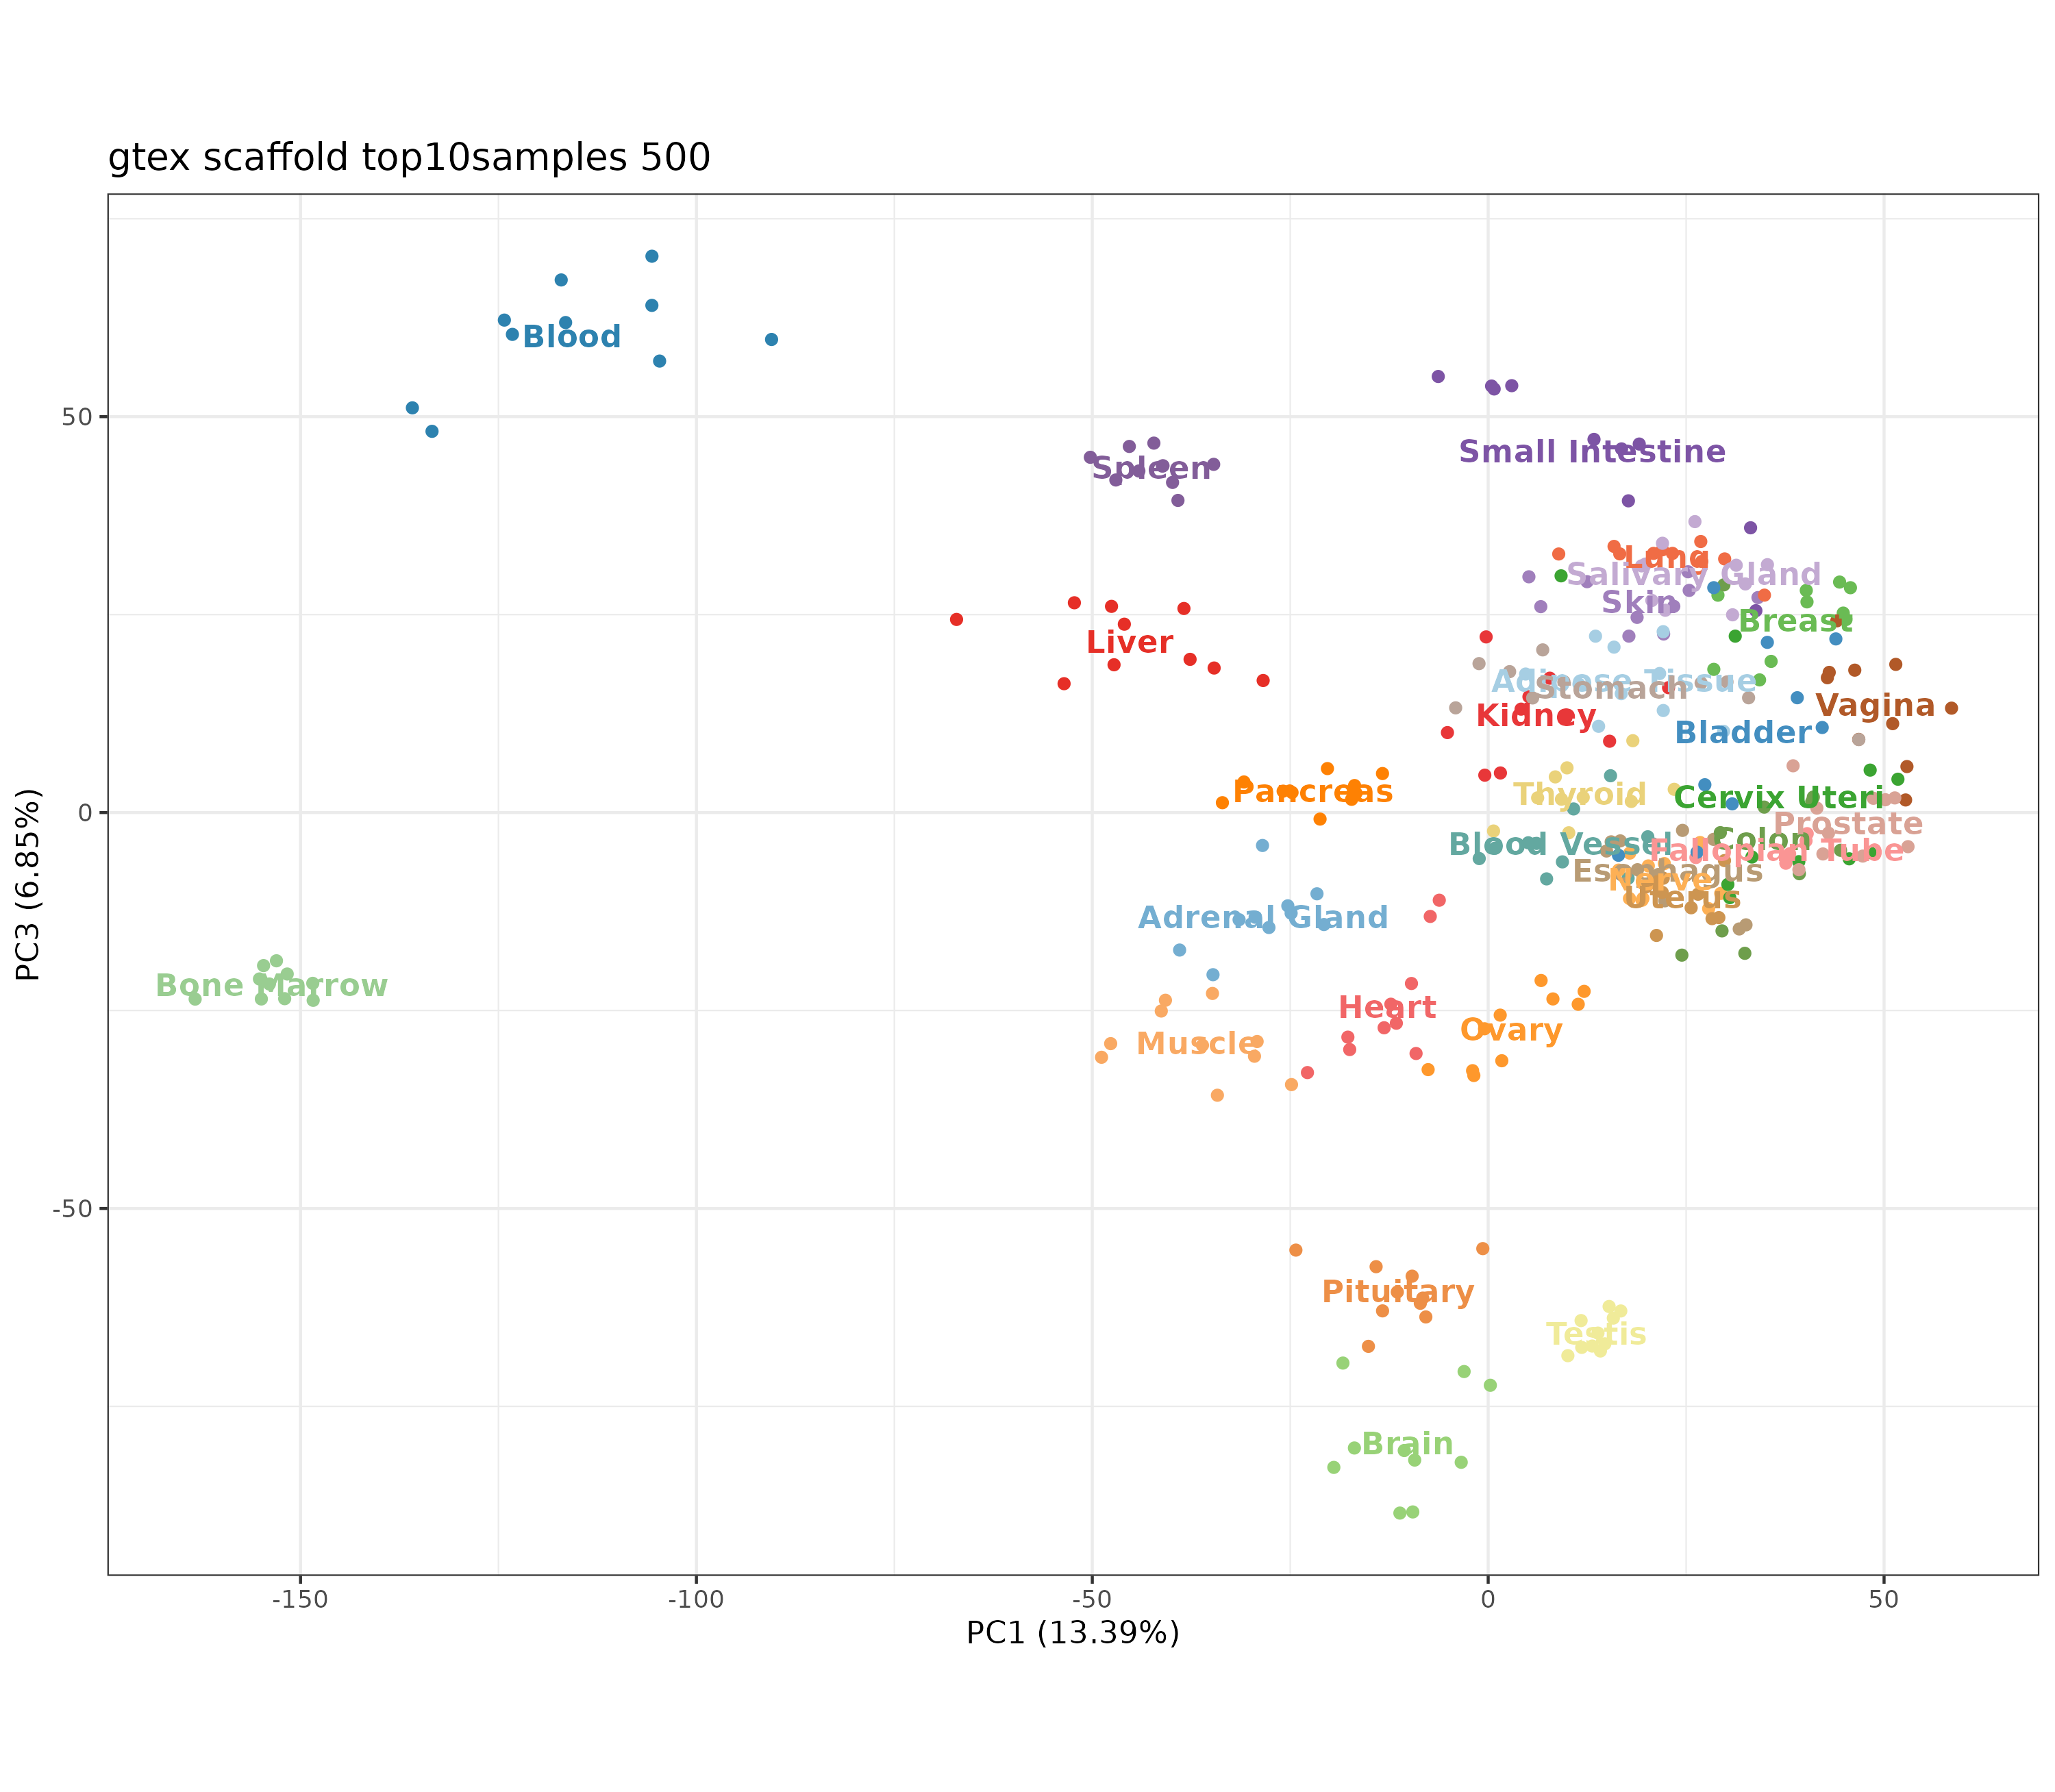 gtex scaffold top10samples 500
Blood
50
Small Intestine
Spleen
Lung
Salivary Gland
Skin
Breast
Liver
Adipose Tissue
Stomach
Vagina
Kidney
Bladder
Thyroid
Pancreas
Cervix Uteri
0
Prostate
Colon
Blood Vessel
Fallopian Tube
Esophagus
Nerve
Uterus
Adrenal Gland
Bone Marrow
Heart
Ovary
Muscle
-50
Pituitary
Testis
Brain
-150
-100
-50
0
50
PC1 (13.39%)
PC3 (6.85%)